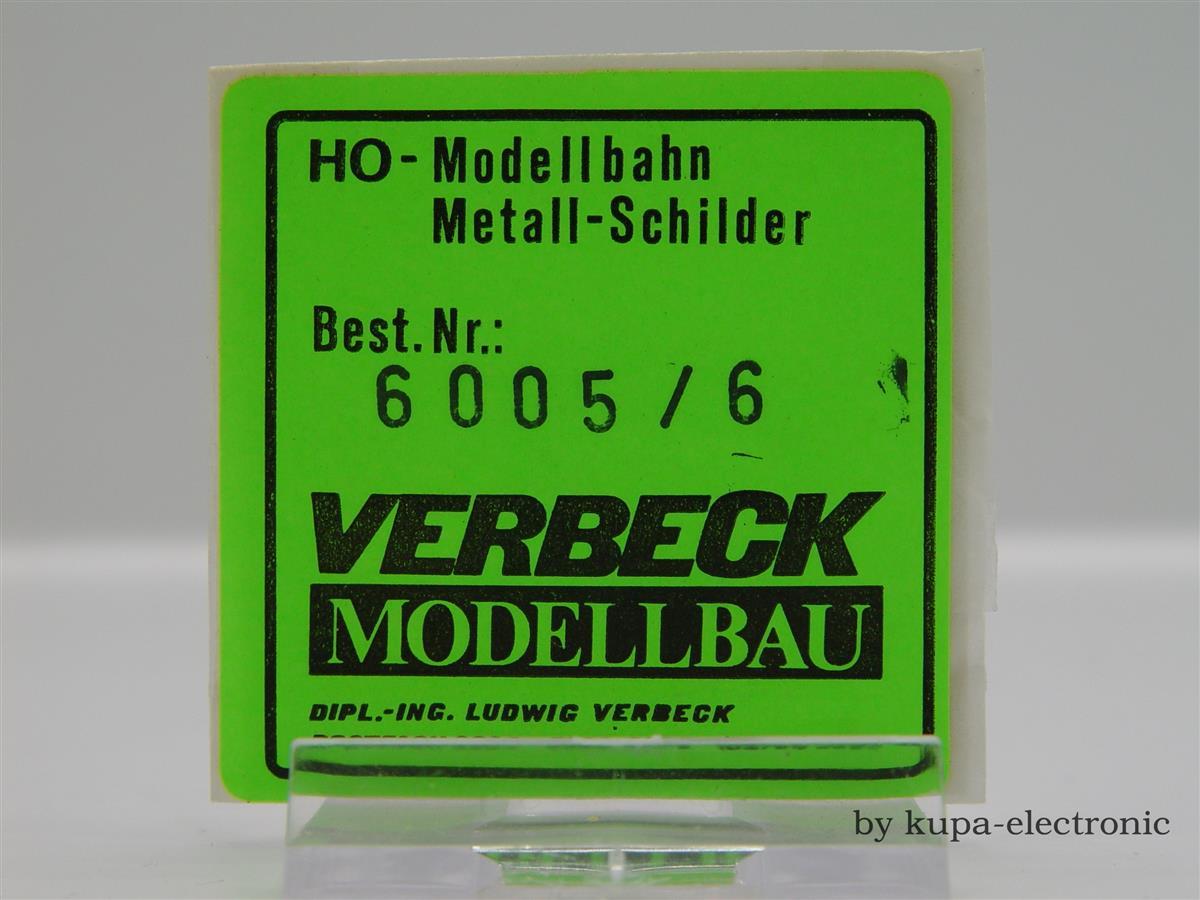 HO-Modellbahn
Metall-Schilder
Best.Nr.:
6005/6
VERBECK
MODELLBAU
DIPL.-ING. LUDWIG VERBECK
by kupa-electronic